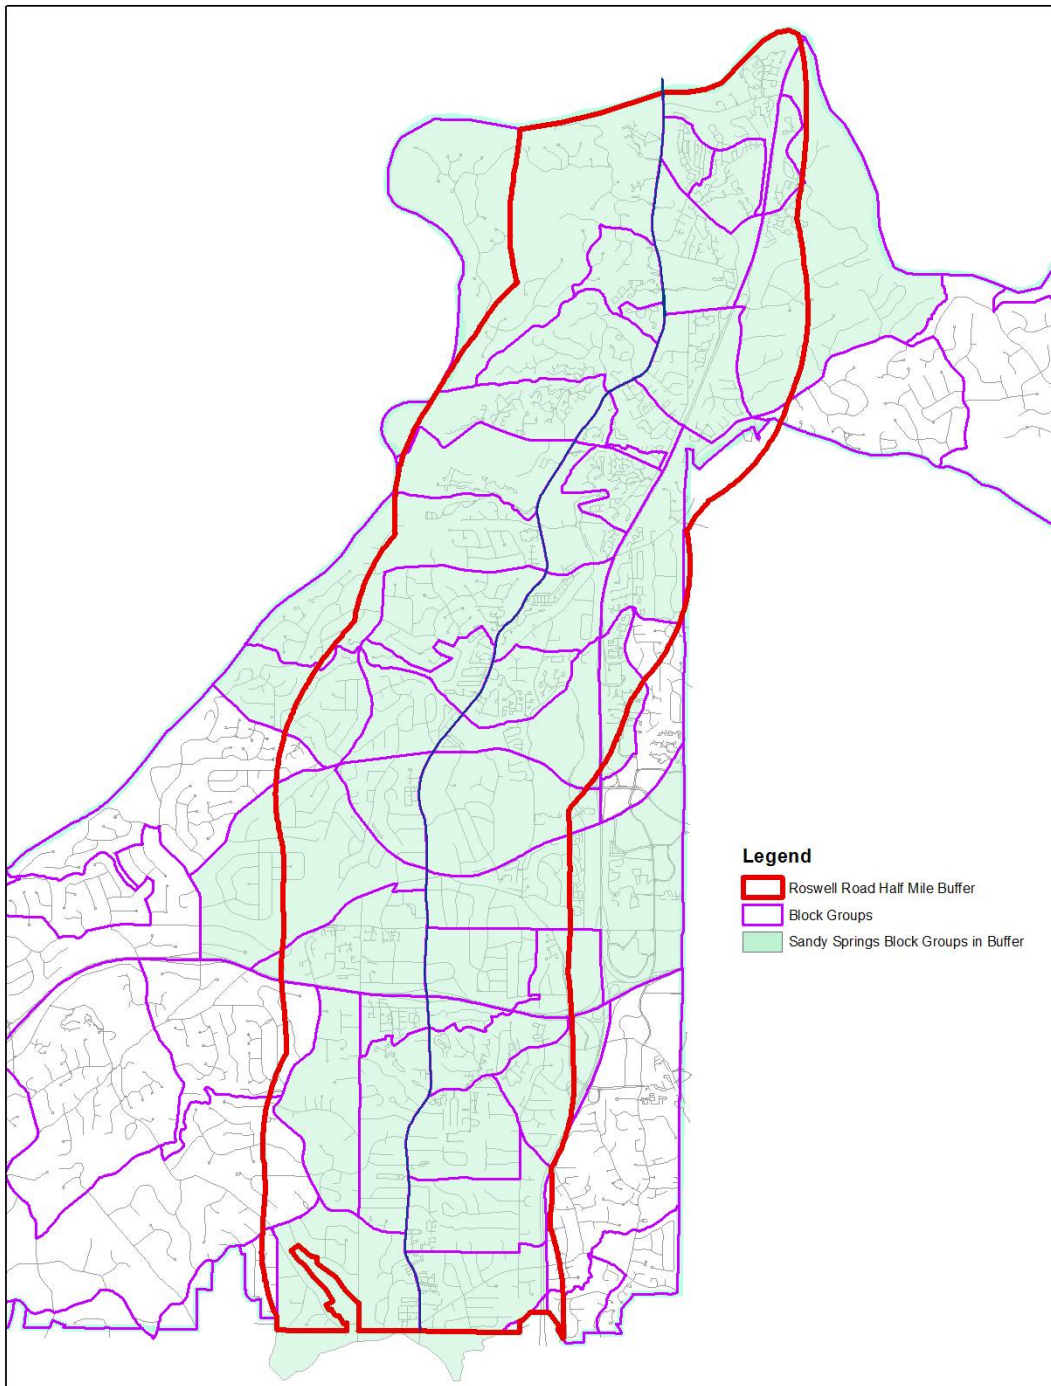 Legend
Roswell Road Half Mile Buffer
Block Groups
Sandy Springs Block Groups in Buffer